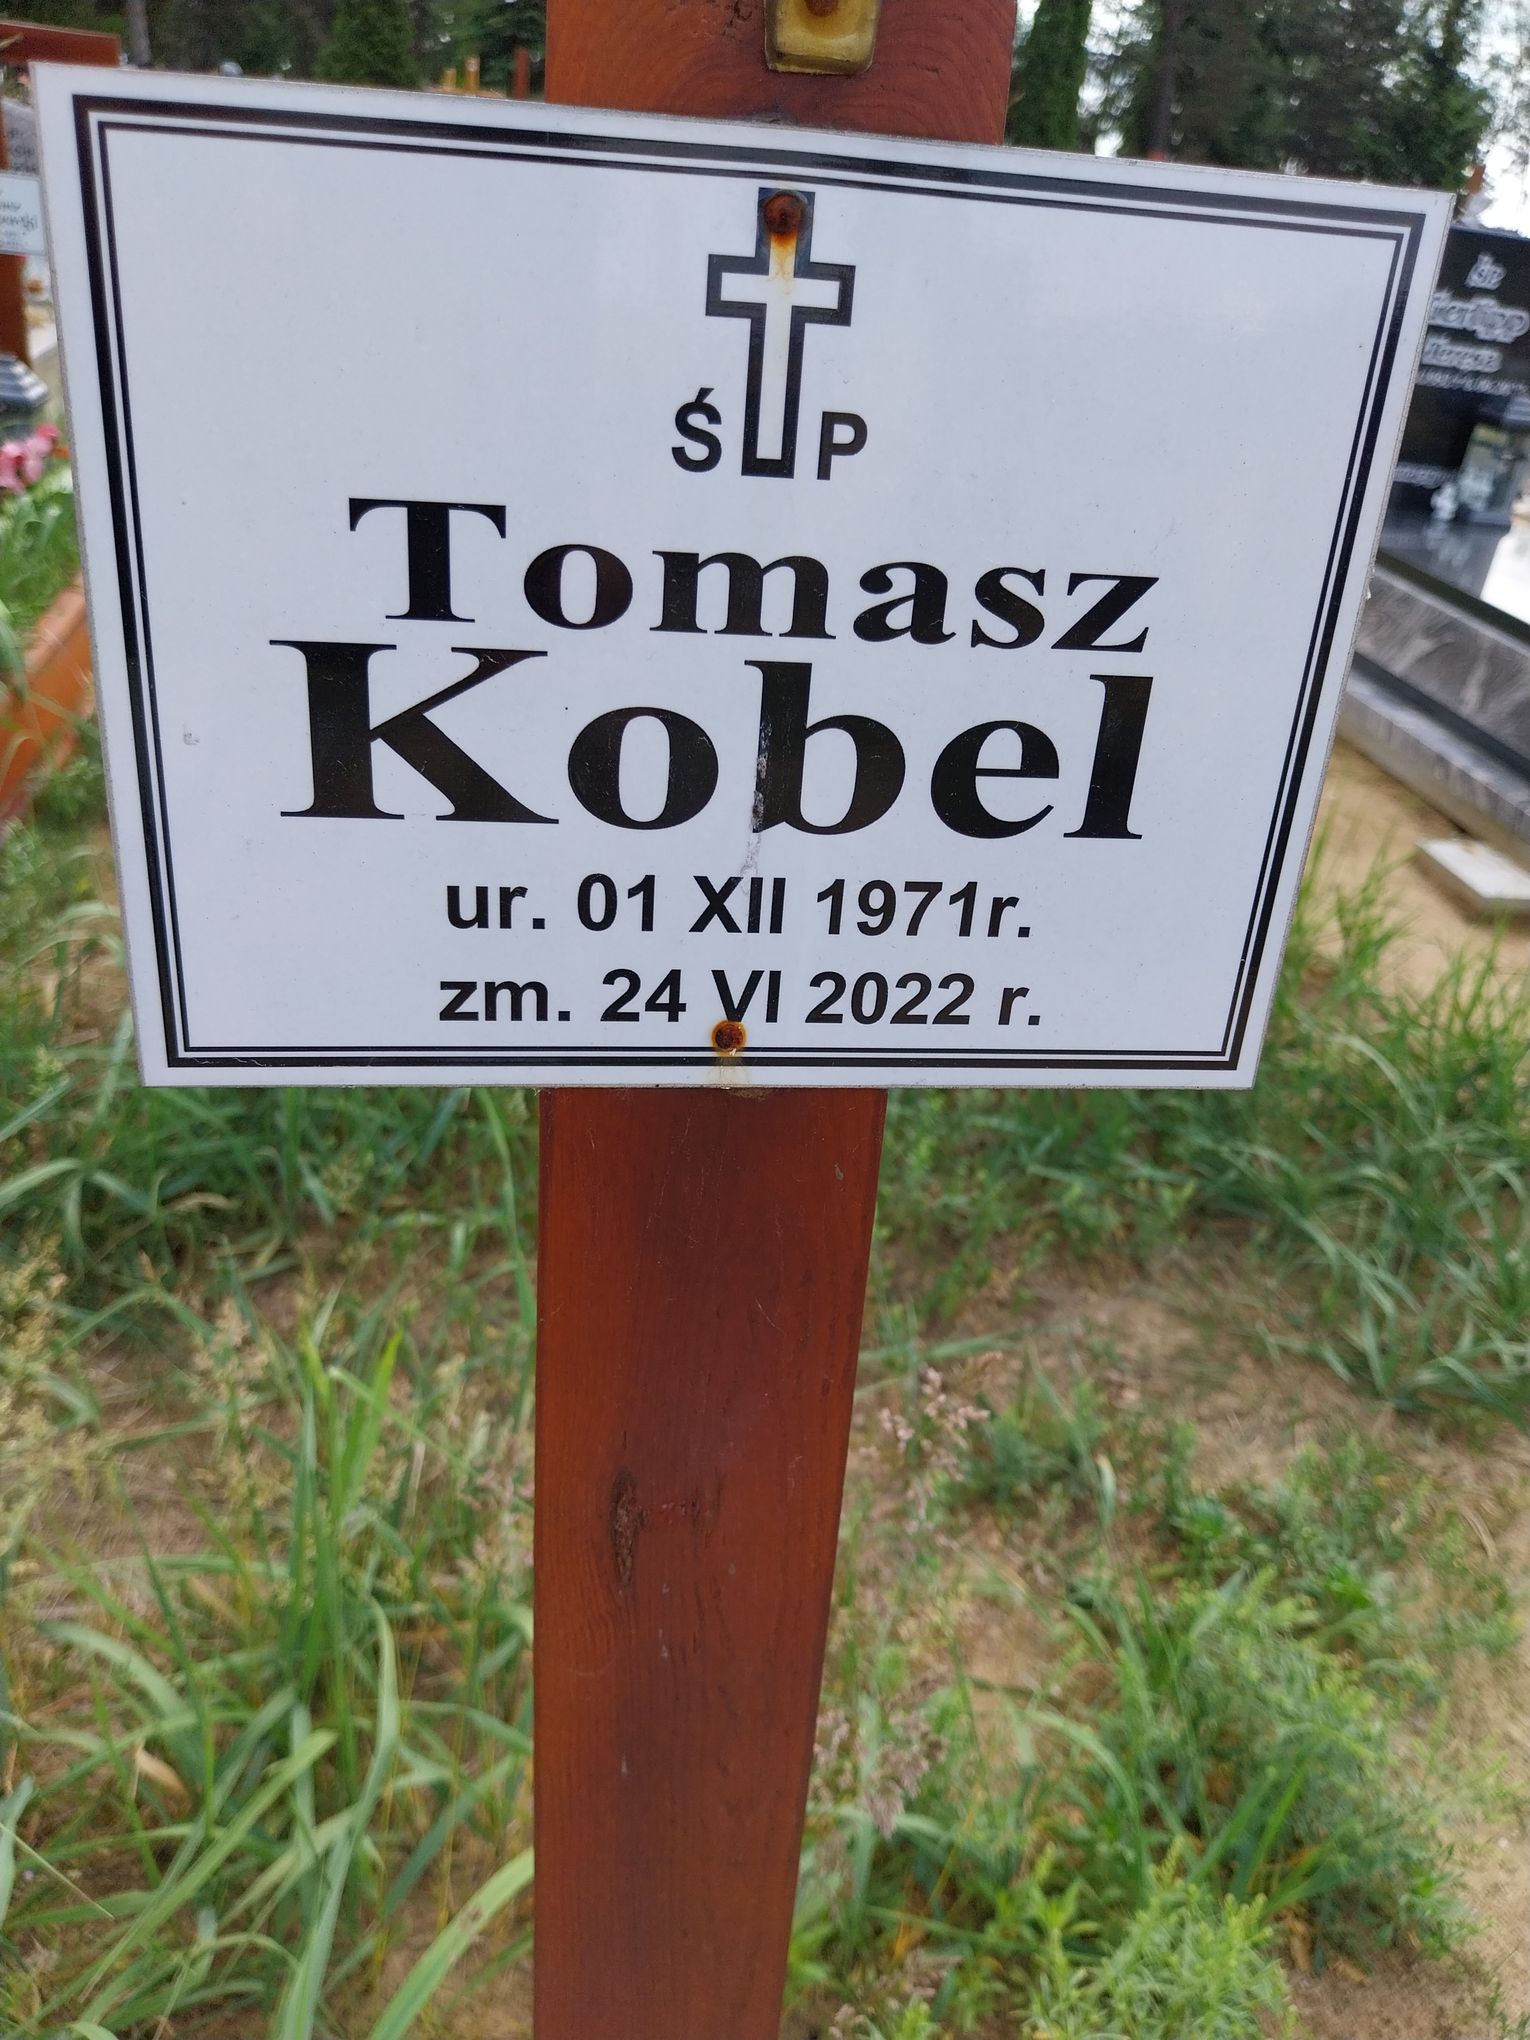 Ś P
Tomasz
Kobel
ur. 01 XII 1971r.
zm. 24 VI 2022 r.